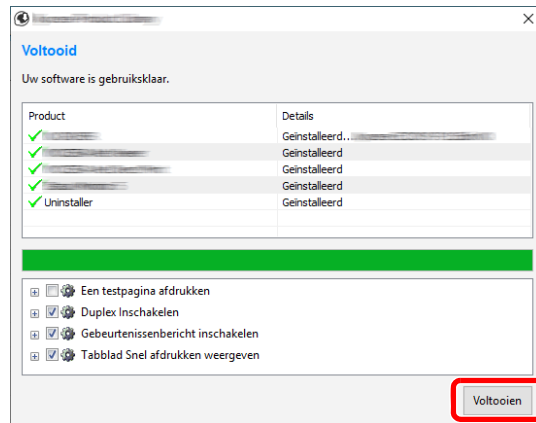 Voltooid
Uw software is gebruiksklaar.
Product Details
Geïnstalleerd..
Geïnstalleerd
Geïnstalleerd
Geïnstalleerd
Uninstaller Geïnstalleerd
Een testpagina afdrukken
Duplex Inschakelen
Gebeurtenissenbericht inschakelen
Tabblad Snel afdrukken weergeven
Voltooien